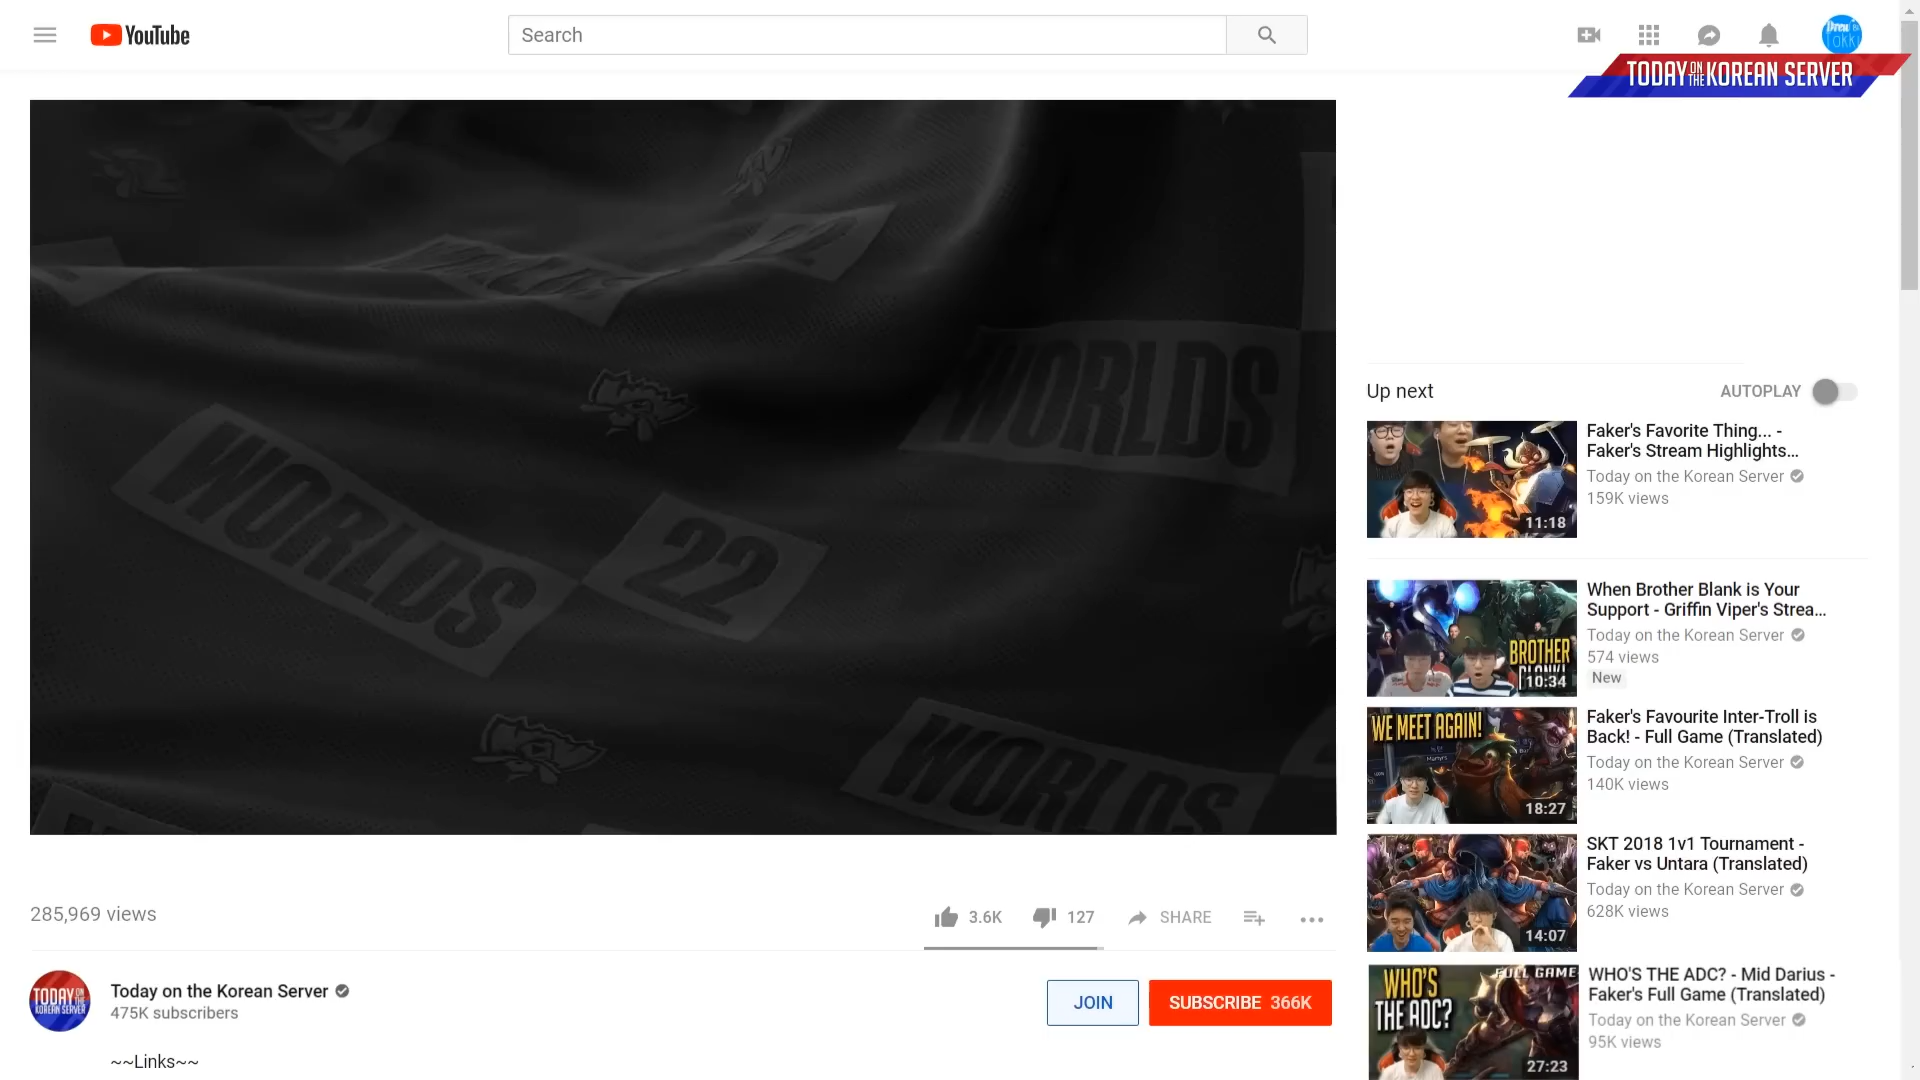 YouTube
Search
TODAY ON THE KOREAN SERVER
WORLDS
WORLDS
22
WORLDS
Up next
AUTOPLAY
11:18
Faker's Favorite Thing... -
Faker's Stream Highlights...
Today on the Korean Server
159K views
BROTHER
BLANK!
10:34
When Brother Blank is Your
Support - Griffin Viper's Strea...
Today on the Korean Server
574 views
New
WE MEET AGAIN!
18:27
Faker's Favourite Inter-Troll is
Back! - Full Game (Translated)
Today on the Korean Server
140K views
14:07
SKT 2018 1v1 Tournament -
Faker vs Untara (Translated)
Today on the Korean Server
628K views
FULL GAME
WHO'S
THE ADC?
27:23
WHO'S THE ADC? - Mid Darius -
Faker's Full Game (Translated)
Today on the Korean Server
95K views
285,969 views
3.6K
127
SHARE
TODAY ON THE
KOREAN SERVER
Today on the Korean Server
475K subscribers
JOIN
SUBSCRIBE 366K
~~Links~~